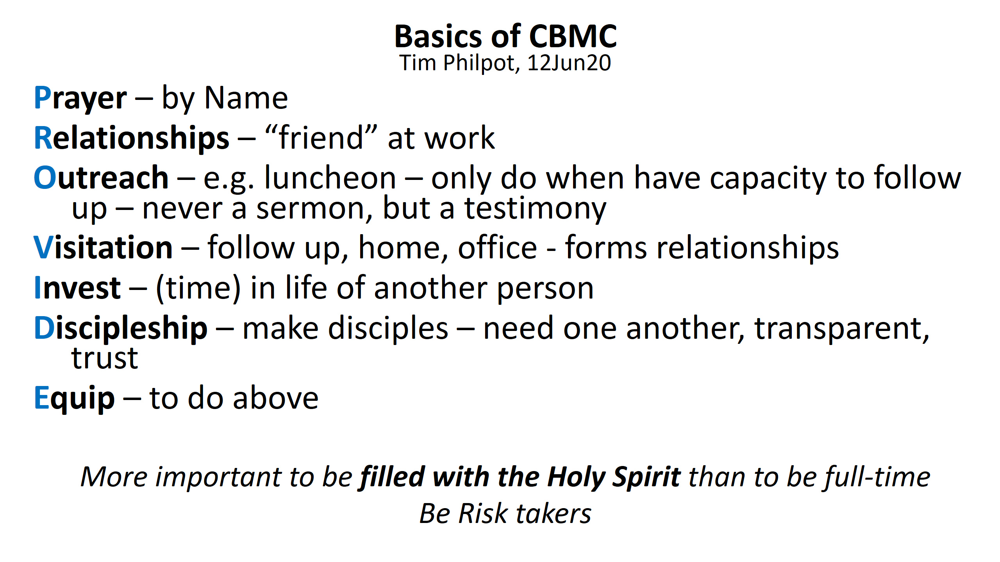 Basics of CBMC
Tim Philpot, 12Jun20
Prayer – by Name
Relationships – “friend” at work
Outreach – e.g. luncheon – only do when have capacity to follow
up – never a sermon, but a testimony
Visitation – follow up, home, office - forms relationships
Invest – (time) in life of another person
Discipleship – make disciples – need one another, transparent,
trust
Equip – to do above
More important to be filled with the Holy Spirit than to be full-time
Be Risk takers